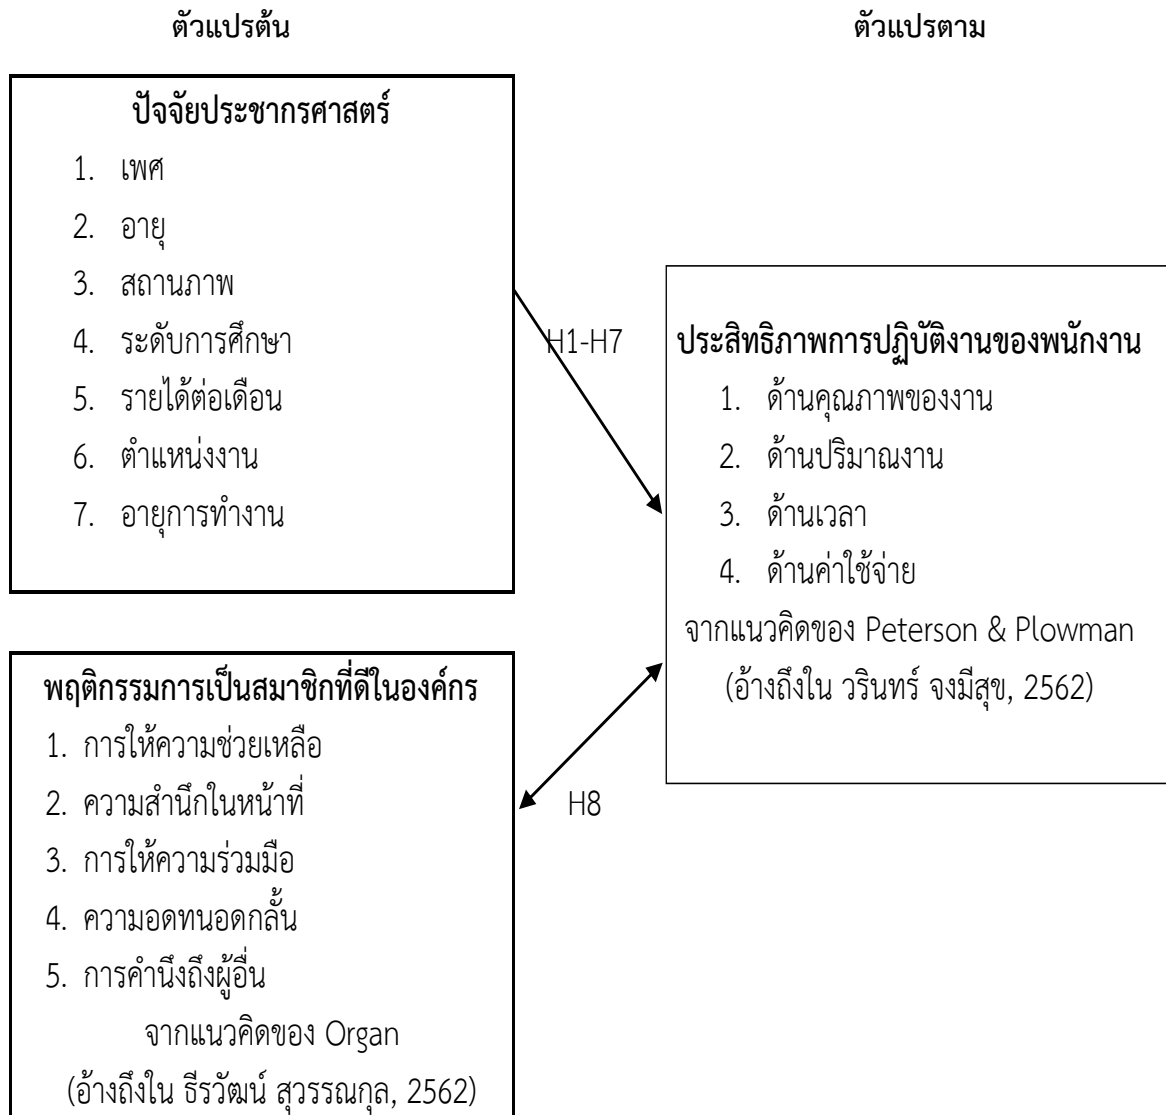 ตัวแปรต้น
ตัวแปรตาม
ปัจจัยประชากรศาสตร์
1. เพศ
2. อายุ
3. สถานภาพ
4. ระดับการศึกษา
5. รายได้ต่อเดือน
6. ตำแหน่งงาน
7. อายุการทำงาน
H1-H7
ประสิทธิภาพการปฏิบัติงานของพนักงาน
1. ด้านคุณภาพของงาน
2. ด้านปริมาณงาน
3. ด้านเวลา
4. ด้านค่าใช้จ่าย
จากแนวคิดของ Peterson & Plowman
(อ้างถึงใน วรินทร์ จงมีสุข, 2562)
พฤติกรรมการเป็นสมาชิกที่ดีในองค์กร
1. การให้ความช่วยเหลือ
2. ความสำนึกในหน้าที่
3. การให้ความร่วมมือ
4. ความอดทนอดกลั้น
5. การคำนึงถึงผู้อื่น
จากแนวคิดของ Organ
(อ้างถึงใน ธีรวัฒน์ สุวรรณกุล, 2562)
H8